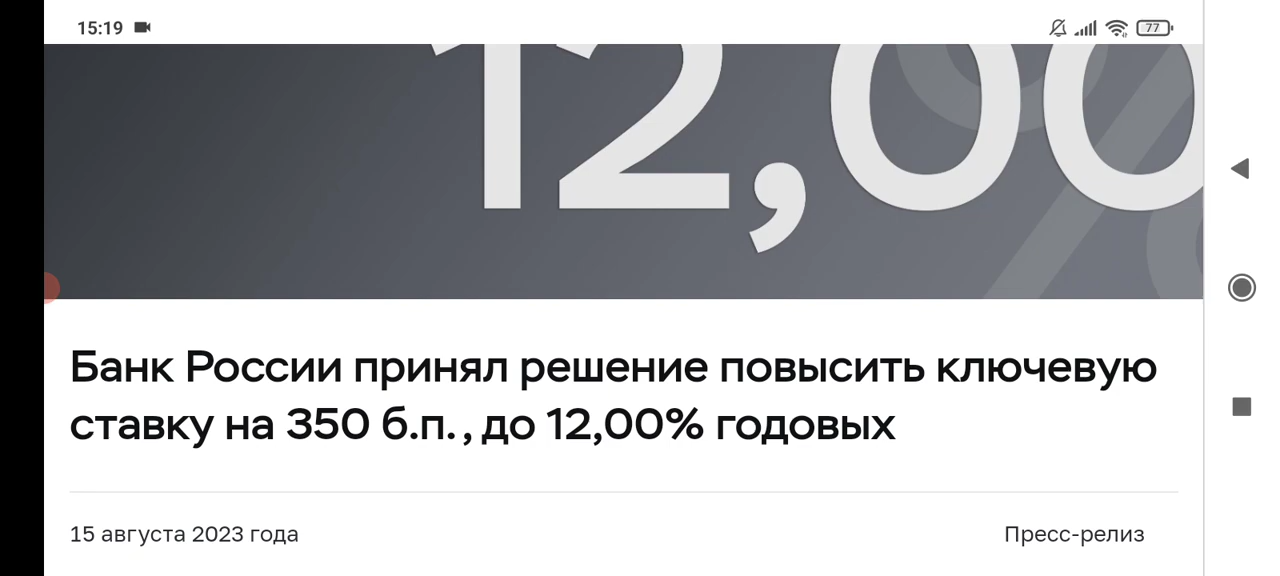 15:19
77
12,00
Банк России принял решение повысить ключевую
ставку на 350 б.п., до 12,00% годовых
15 августа 2023 года
Пресс-релиз